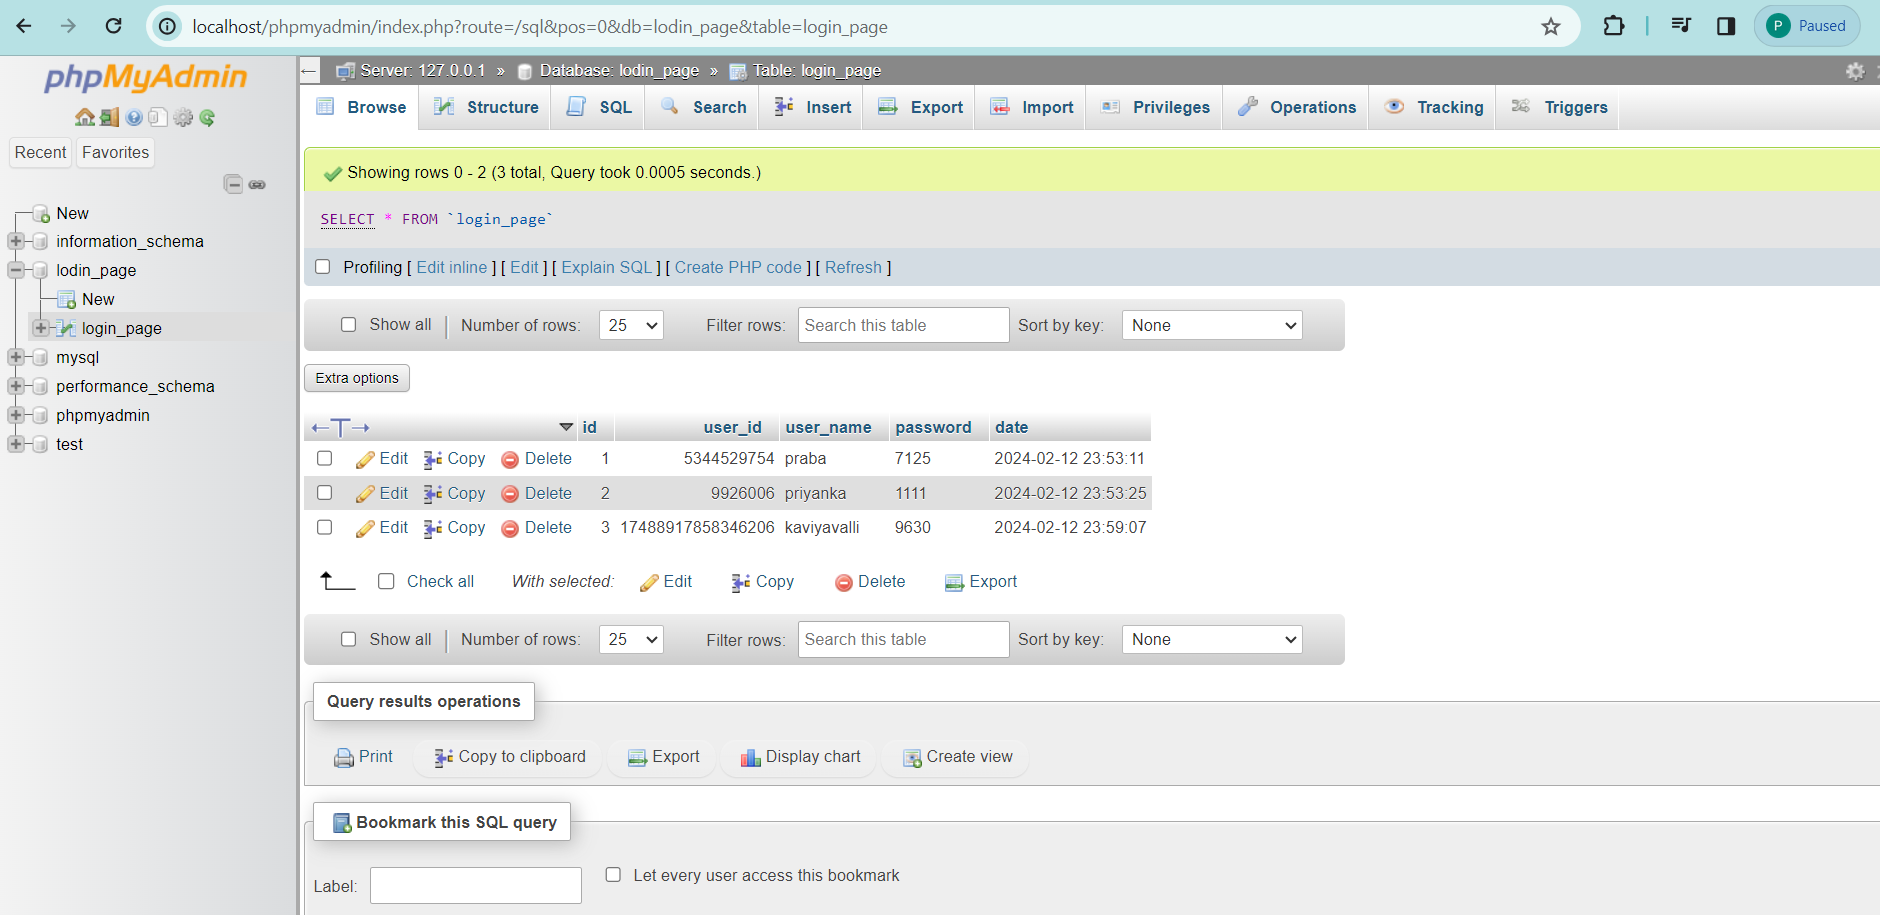 localhost/phpmyadmin/index.php?route=/sql&pos=0&db=lodin_page&table=login_page
P Paused
phpMyAdmin
Recent Favorites
New
information_schema
lodin_page
New
login_page
mysql
performance_schema
phpmyadmin
test
Server: 127.0.0.1 » Database: lodin_page » Table: login_page
Browse Structure SQL Search Insert Export Import Privileges Operations Tracking Triggers
Showing rows 0 - 2 (3 total, Query took 0.0005 seconds.)
SELECT * FROM `login_page`
Profiling [ Edit inline ] [ Edit ] [ Explain SQL ] [ Create PHP code ] [ Refresh ]
Show all Number of rows: 25 Filter rows: Search this table Sort by key: None
Extra options
←T→ id user_id user_name password date
Edit Copy Delete 1 5344529754 praba 7125 2024-02-12 23:53:11
Edit Copy Delete 2 9926006 priyanka 1111 2024-02-12 23:53:25
Edit Copy Delete 3 17488917858346206 kaviyavalli 9630 2024-02-12 23:59:07
Check all With selected: Edit Copy Delete Export
Show all Number of rows: 25 Filter rows: Search this table Sort by key: None
Query results operations
Print Copy to clipboard Export Display chart Create view
Bookmark this SQL query
Label: Let every user access this bookmark